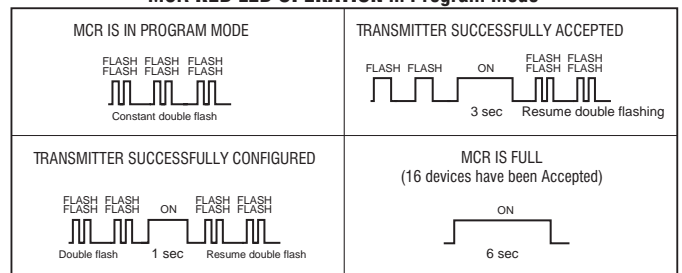 MCR RED LED OPERATION in Program Mode
MCR IS IN PROGRAM MODE
FLASH FLASH FLASH
FLASH FLASH FLASH
Constant double flash
TRANSMITTER SUCCESSFULLY ACCEPTED
FLASH FLASH ON FLASH FLASH
FLASH FLASH
3 sec Resume double flashing
TRANSMITTER SUCCESSFULLY CONFIGURED
FLASH FLASH ON FLASH FLASH
FLASH FLASH FLASH FLASH
Double flash 1 sec Resume double flash
MCR IS FULL
(16 devices have been Accepted)
ON
6 sec